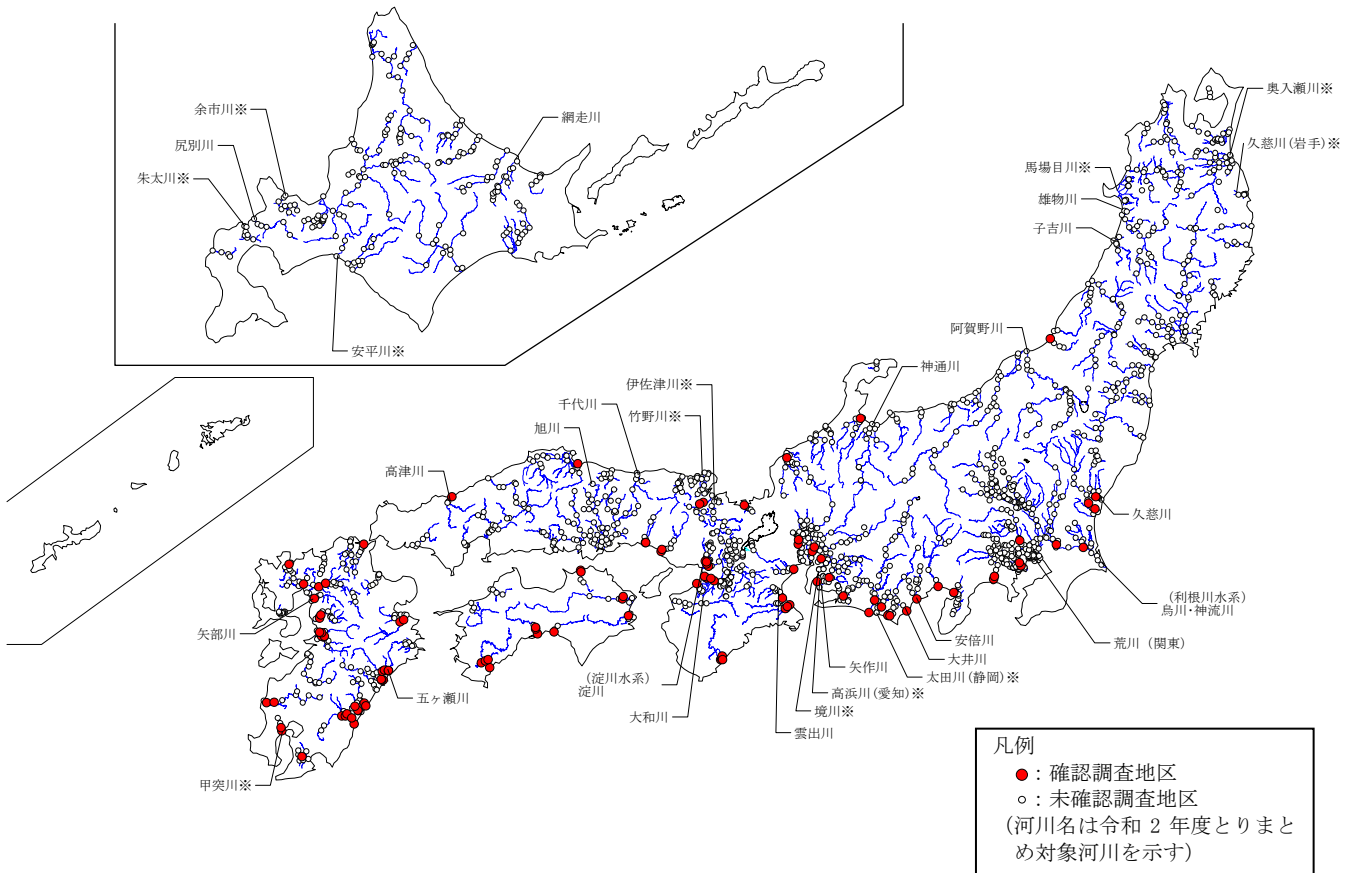 余市川※
尻別川
朱太川※
網走川
安平川※
奥入瀬川※
久慈川(岩手)※
馬場目川※
雄物川
子吉川
阿賀野川
神通川
伊佐津川※
千代川
竹野川※
旭川
高津川
久慈川
(利根川水系)
烏川・神流川
荒川 (関東)
安倍川
大井川
太田川(静岡)※
矢作川
高浜川(愛知)※
境川※
雲出川
(淀川水系)
淀川
大和川
矢部川
五ヶ瀬川
甲突川※
凡例
●: 確認調査地区
○: 未確認調査地区
(河川名は令和 2 年度とりまと
め対象河川を示す)